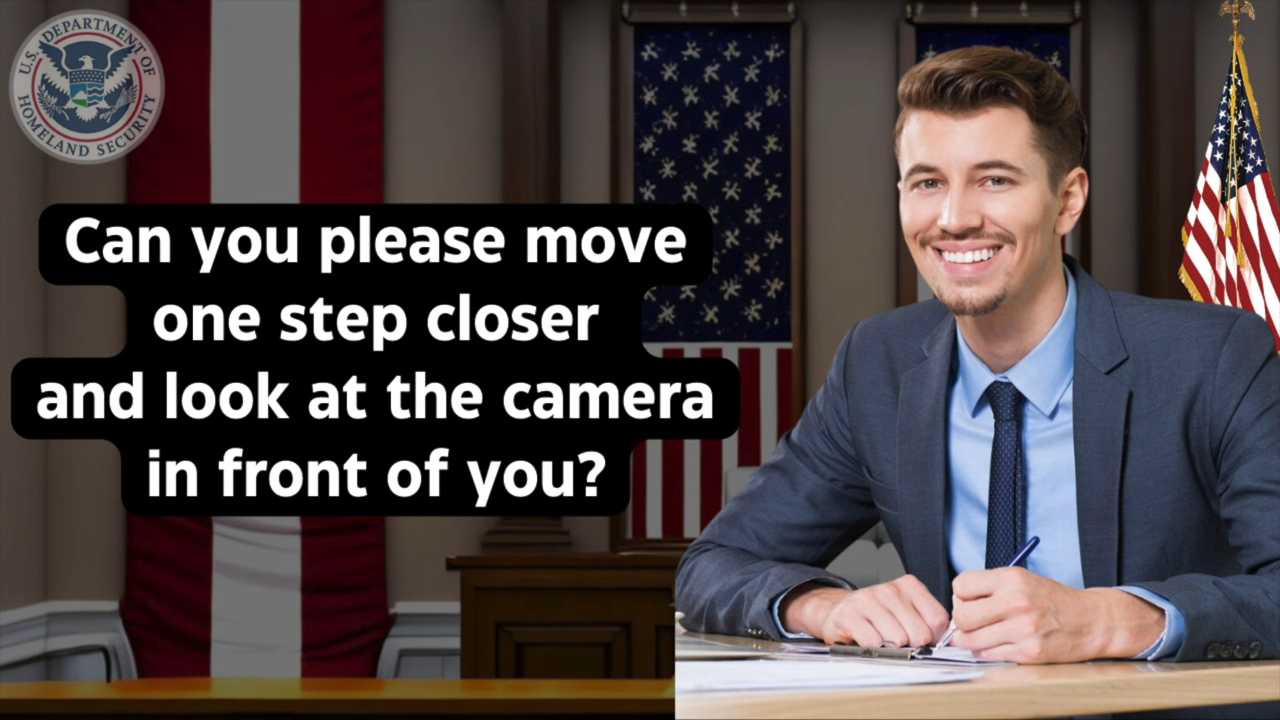 U.S. DEPARTMENT OF
HOMELAND SECURITY
Can you please move
one step closer
and look at the camera
in front of you?